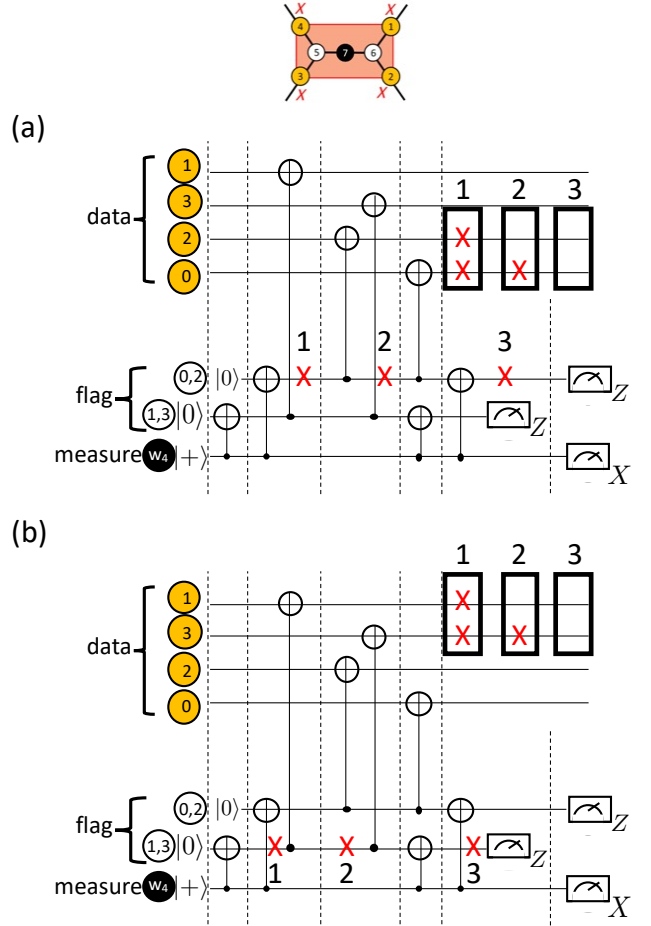 X X
4 1
5 7 6
3 2
X X
(a)
1
3
2
0
data
1 2 3
X
X X
1 2 3
flag
0,2 |0⟩ X X X Z
1,3 |0⟩ Z
measure W₄ |+⟩ X
(b)
1 2 3
data
1 X
3 X X
2
0
flag
0,2 |0⟩ Z
1,3 |0⟩ X X X Z
1 2 3
measure W₄ |+⟩ X